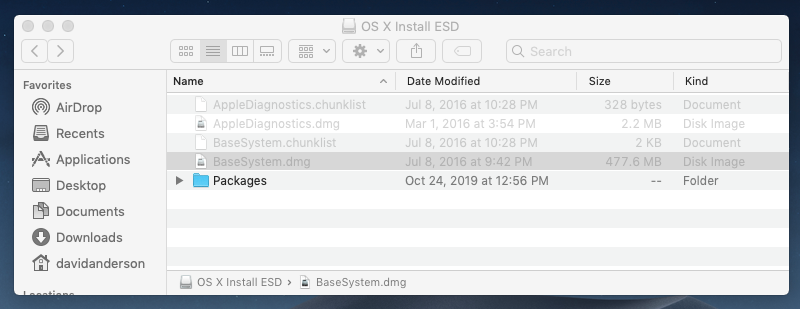 OS X Install ESD
Search
Favorites
AirDrop
Recents
Applications
Desktop
Documents
Downloads
davidanderson
Locations
Name Date Modified Size Kind
AppleDiagnostics.chunklist Jul 8, 2016 at 10:28 PM 328 bytes Document
AppleDiagnostics.dmg Mar 1, 2016 at 3:54 PM 2.2 MB Disk Image
BaseSystem.chunklist Jul 8, 2016 at 10:28 PM 2 KB Document
BaseSystem.dmg Jul 8, 2016 at 9:42 PM 477.6 MB Disk Image
Packages Oct 24, 2019 at 12:56 PM -- Folder
OS X Install ESD › BaseSystem.dmg